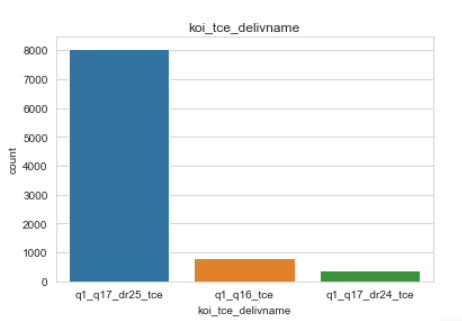 koi_tce_delivname
8000
7000
6000
5000
4000
3000
2000
1000
0
count
q1_q17_dr25_tce q1_q16_tce q1_q17_dr24_tce
koi_tce_delivname